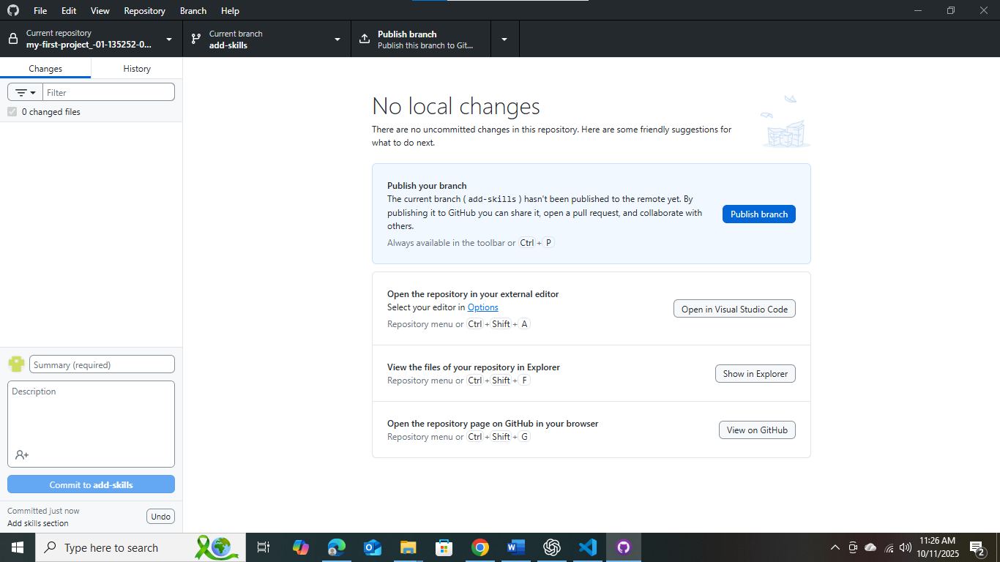 File Edit View Repository Branch Help
Current repository
my-first-project_-01-135252-0...
Current branch
add-skills
Publish branch
Publish this branch to Git...
Changes History
Filter
0 changed files
No local changes
There are no uncommitted changes in this repository. Here are some friendly suggestions for
what to do next.
Publish your branch
The current branch ( add-skills ) hasn't been published to the remote yet. By
publishing it to GitHub you can share it, open a pull request, and collaborate with
others.
Always available in the toolbar or Ctrl + P
Publish branch
Open the repository in your external editor
Select your editor in Options
Repository menu or Ctrl + Shift + A
Open in Visual Studio Code
View the files of your repository in Explorer
Repository menu or Ctrl + Shift + F
Show in Explorer
Open the repository page on GitHub in your browser
Repository menu or Ctrl + Shift + G
View on GitHub
Summary (required)
Description
Commit to add-skills
Committed just now
Add skills section
Undo
Type here to search
11:26 AM
10/11/2025
2